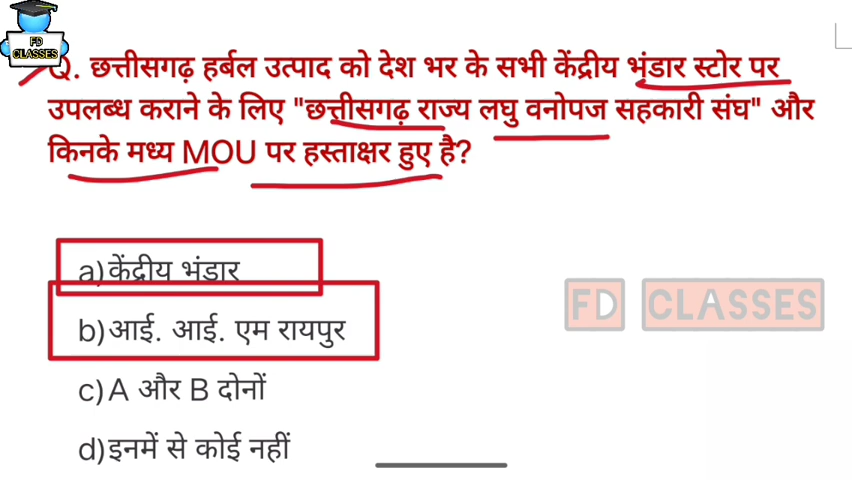 FD
CLASSES
Q. छत्तीसगढ़ हर्बल उत्पाद को देश भर के सभी केंद्रीय भंडार स्टोर पर
उपलब्ध कराने के लिए "छत्तीसगढ़ राज्य लघु वनोपज सहकारी संघ" और
किनके मध्य MOU पर हस्ताक्षर हुए है?
a) केंद्रीय भंडार
b) आई. आई. एम रायपुर
FD CLASSES
c) A और B दोनों
d) इनमें से कोई नहीं